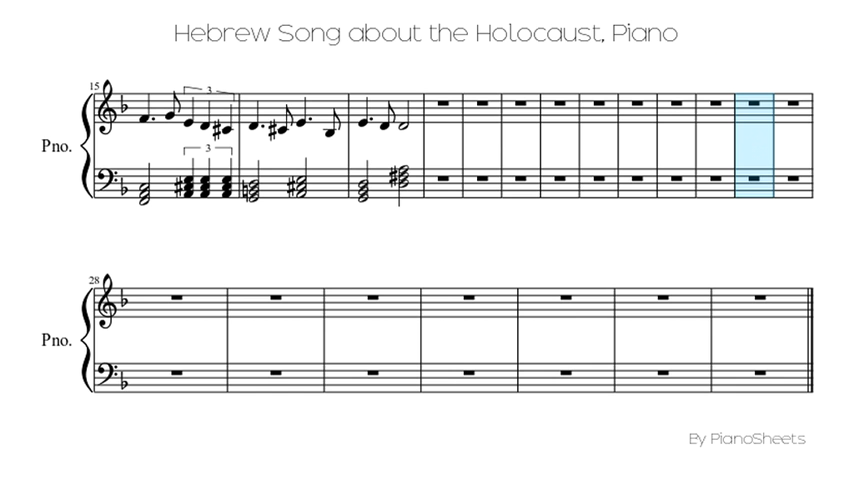 Hebrew Song about the Holocaust, Piano
15
3
Pno.
3
28
Pno.
By PianoSheets